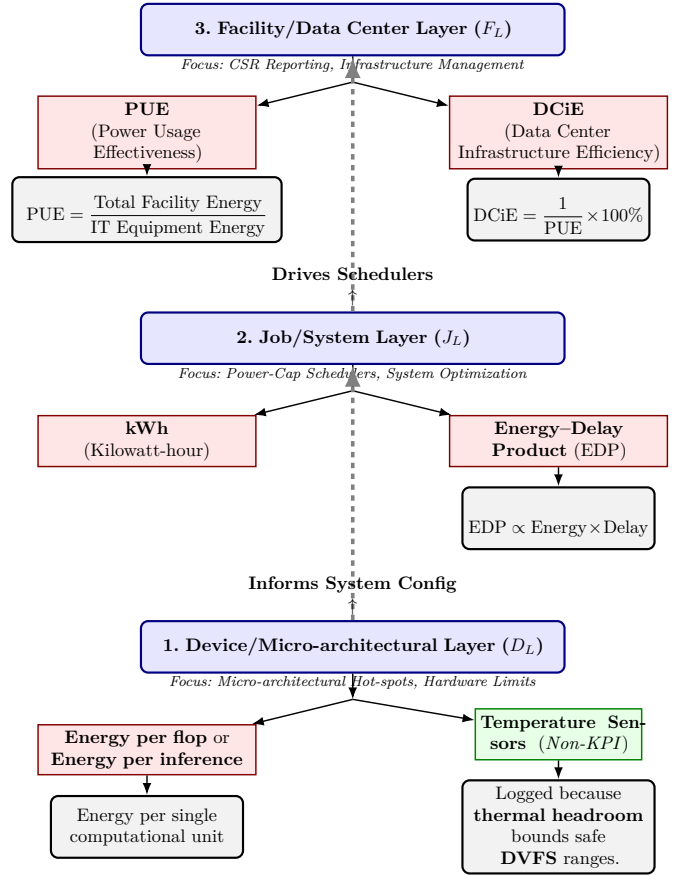 3. Facility/Data Center Layer (F_L)
Focus: CSR Reporting, Infrastructure Management
PUE
(Power Usage
Effectiveness)
DCiE
(Data Center
Infrastructure Efficiency)
PUE = Total Facility Energy / IT Equipment Energy
DCiE = 1 / PUE × 100%
Drives Schedulers
2. Job/System Layer (J_L)
Focus: Power-Cap Schedulers, System Optimization
kWh
(Kilowatt-hour)
Energy–Delay
Product (EDP)
EDP ∝ Energy × Delay
Informs System Config
1. Device/Micro-architectural Layer (D_L)
Focus: Micro-architectural Hot-spots, Hardware Limits
Energy per flop or
Energy per inference
Temperature Sen-
sors (Non-KPI)
Energy per single
computational unit
Logged because
thermal headroom
bounds safe
DVFS ranges.